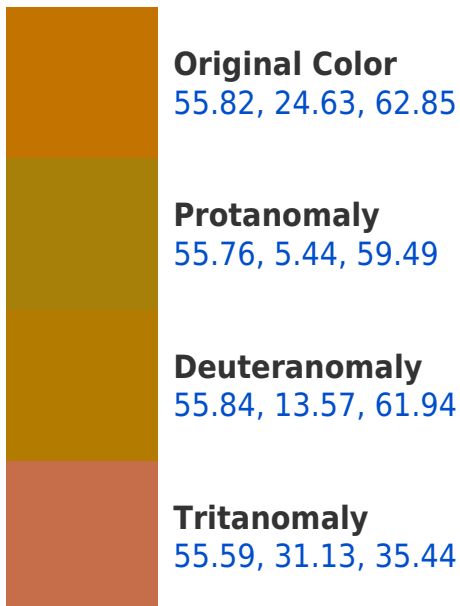 Original Color
55.82, 24.63, 62.85
Protanomaly
55.76, 5.44, 59.49
Deuteranomaly
55.84, 13.57, 61.94
Tritanomaly
55.59, 31.13, 35.44